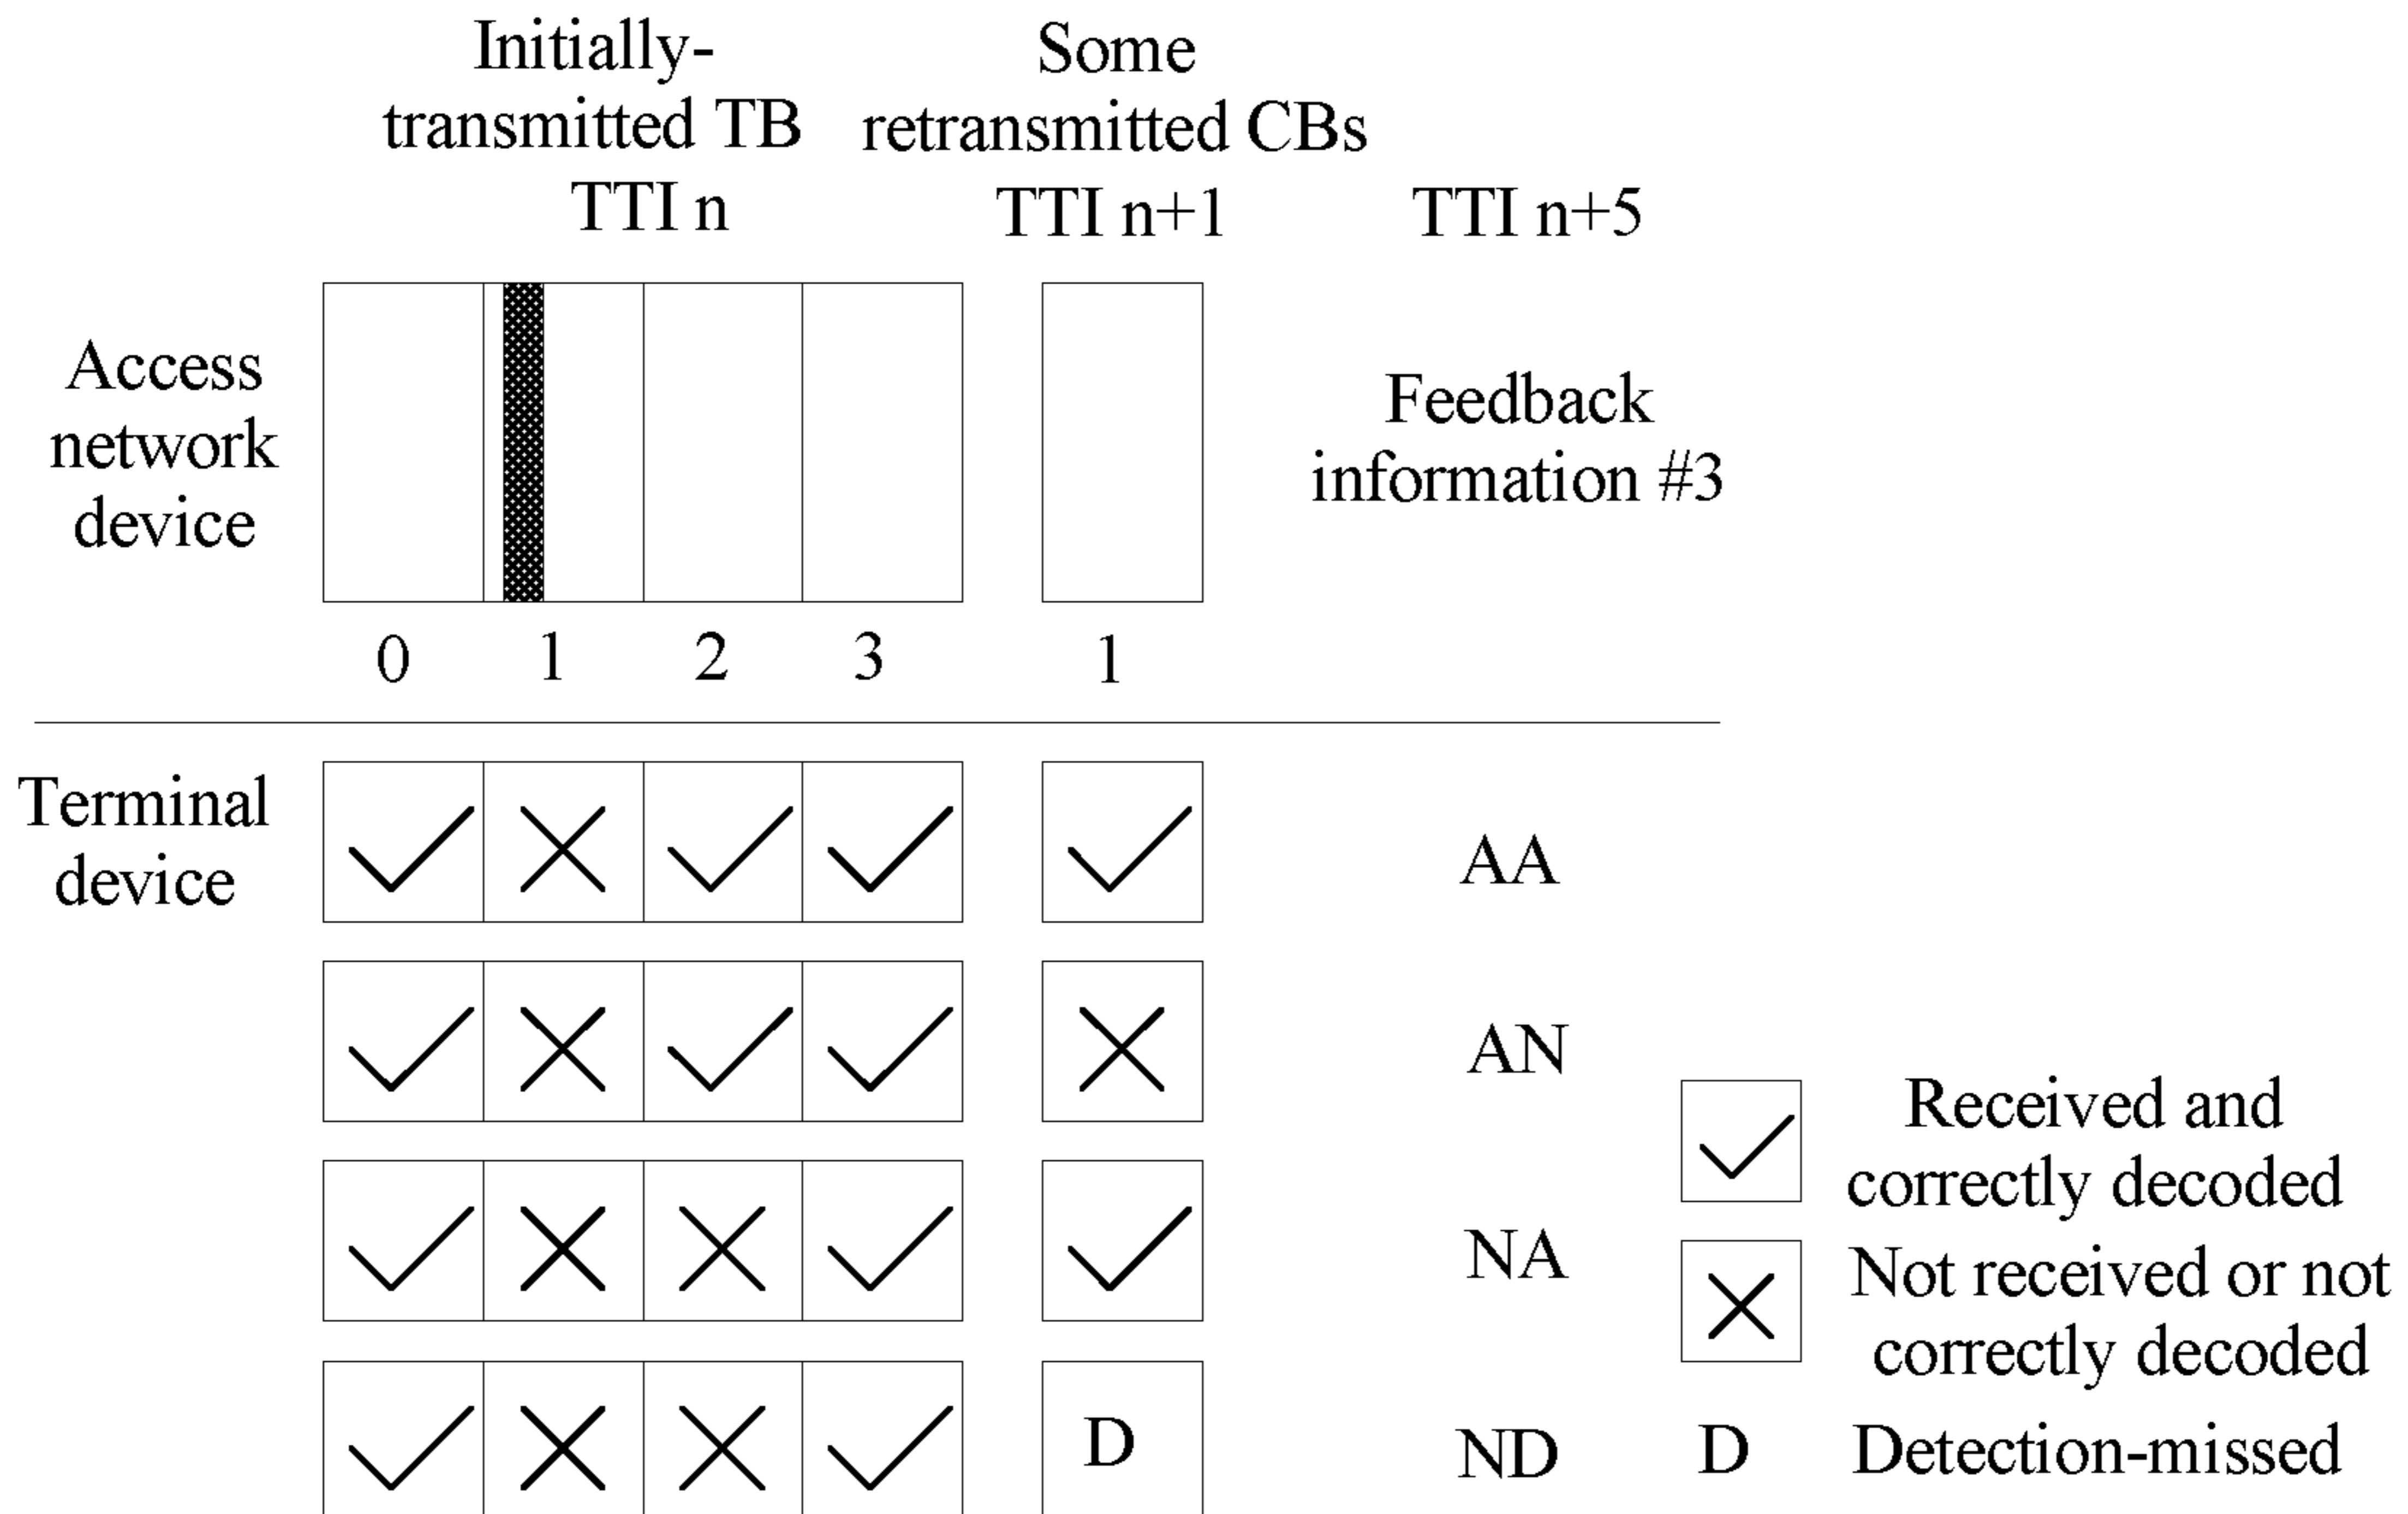 Initially-
transmitted TB
TTI n
Some
retransmitted CBs
TTI n+1
TTI n+5
Access
network
device
Feedback
information #3
0 1 2 3 1
Terminal
device
AA
AN
NA
ND
D
Received and
correctly decoded
Not received or not
correctly decoded
D Detection-missed